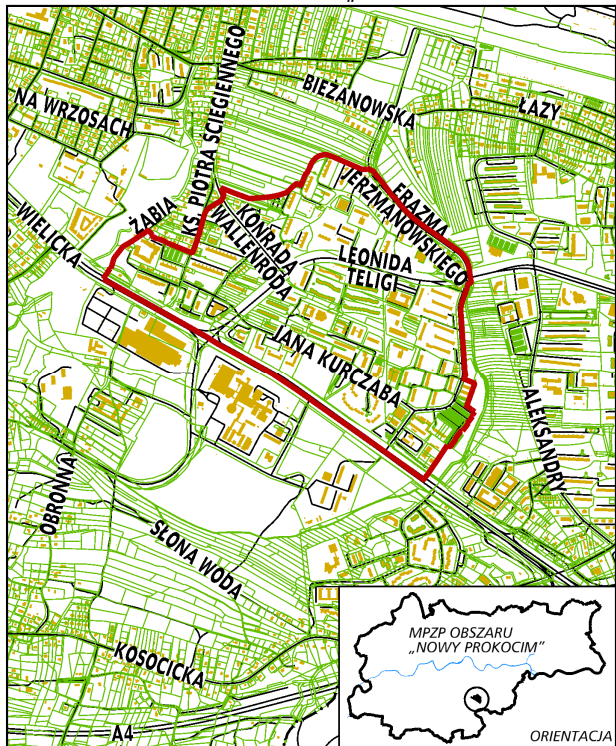 BIEŻANOWSKA
ŁAZY
NA WRZOSACH
KS. PIOTRA ŚCIEGIENNEGO
FRAZMA
JERZMANOWSKIEGO
ŻABIA
WIELICKA
KONRADA
WALLENRODA
LEONIDA
TELIGI
JANA KURCZABA
ALEKSANDRY
OBRONNA
SŁONA WODA
KOSOCICKA
A4
MPZP OBSZARU
„NOWY PROKOCIM”
ORIENTACJA